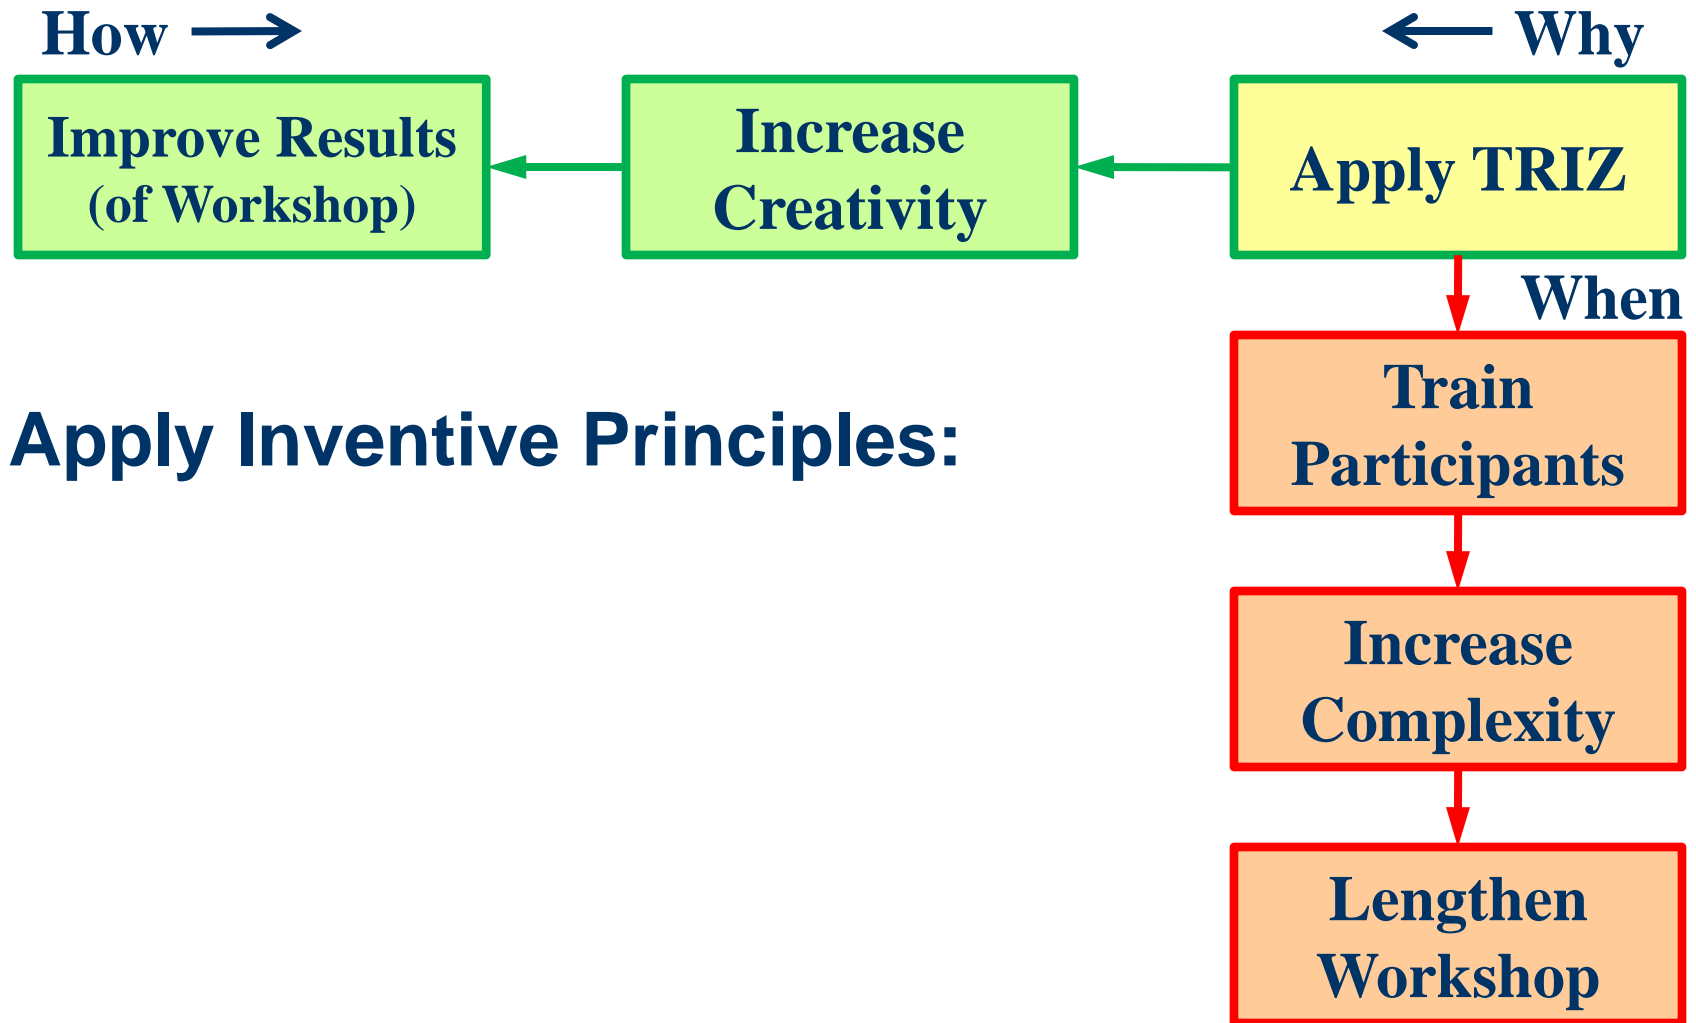 How
Why
Improve Results
(of Workshop)
Increase
Creativity
Apply TRIZ
When
Train
Participants
Apply Inventive Principles:
Increase
Complexity
Lengthen
Workshop